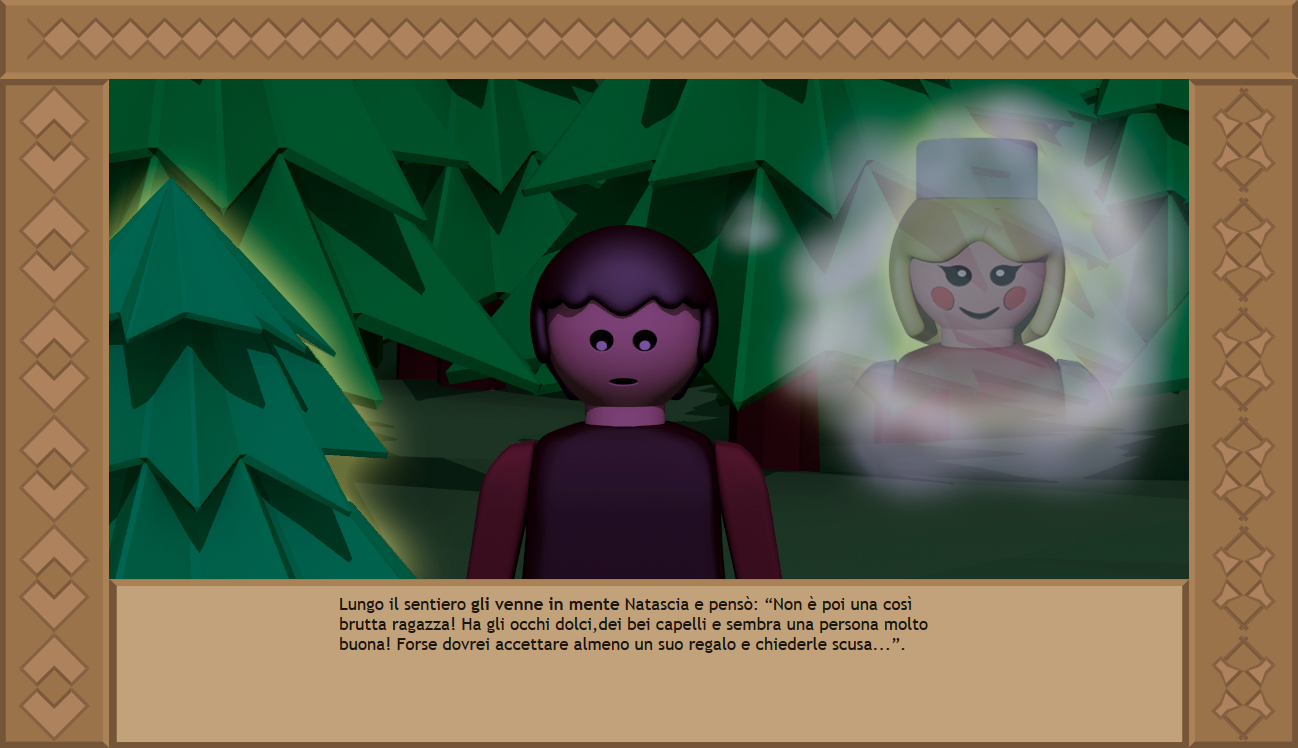 Lungo il sentiero gli venne in mente Natascia e pensò: “Non è poi una così
brutta ragazza! Ha gli occhi dolci,dei bei capelli e sembra una persona molto
buona! Forse dovrei accettare almeno un suo regalo e chiederle scusa...”.